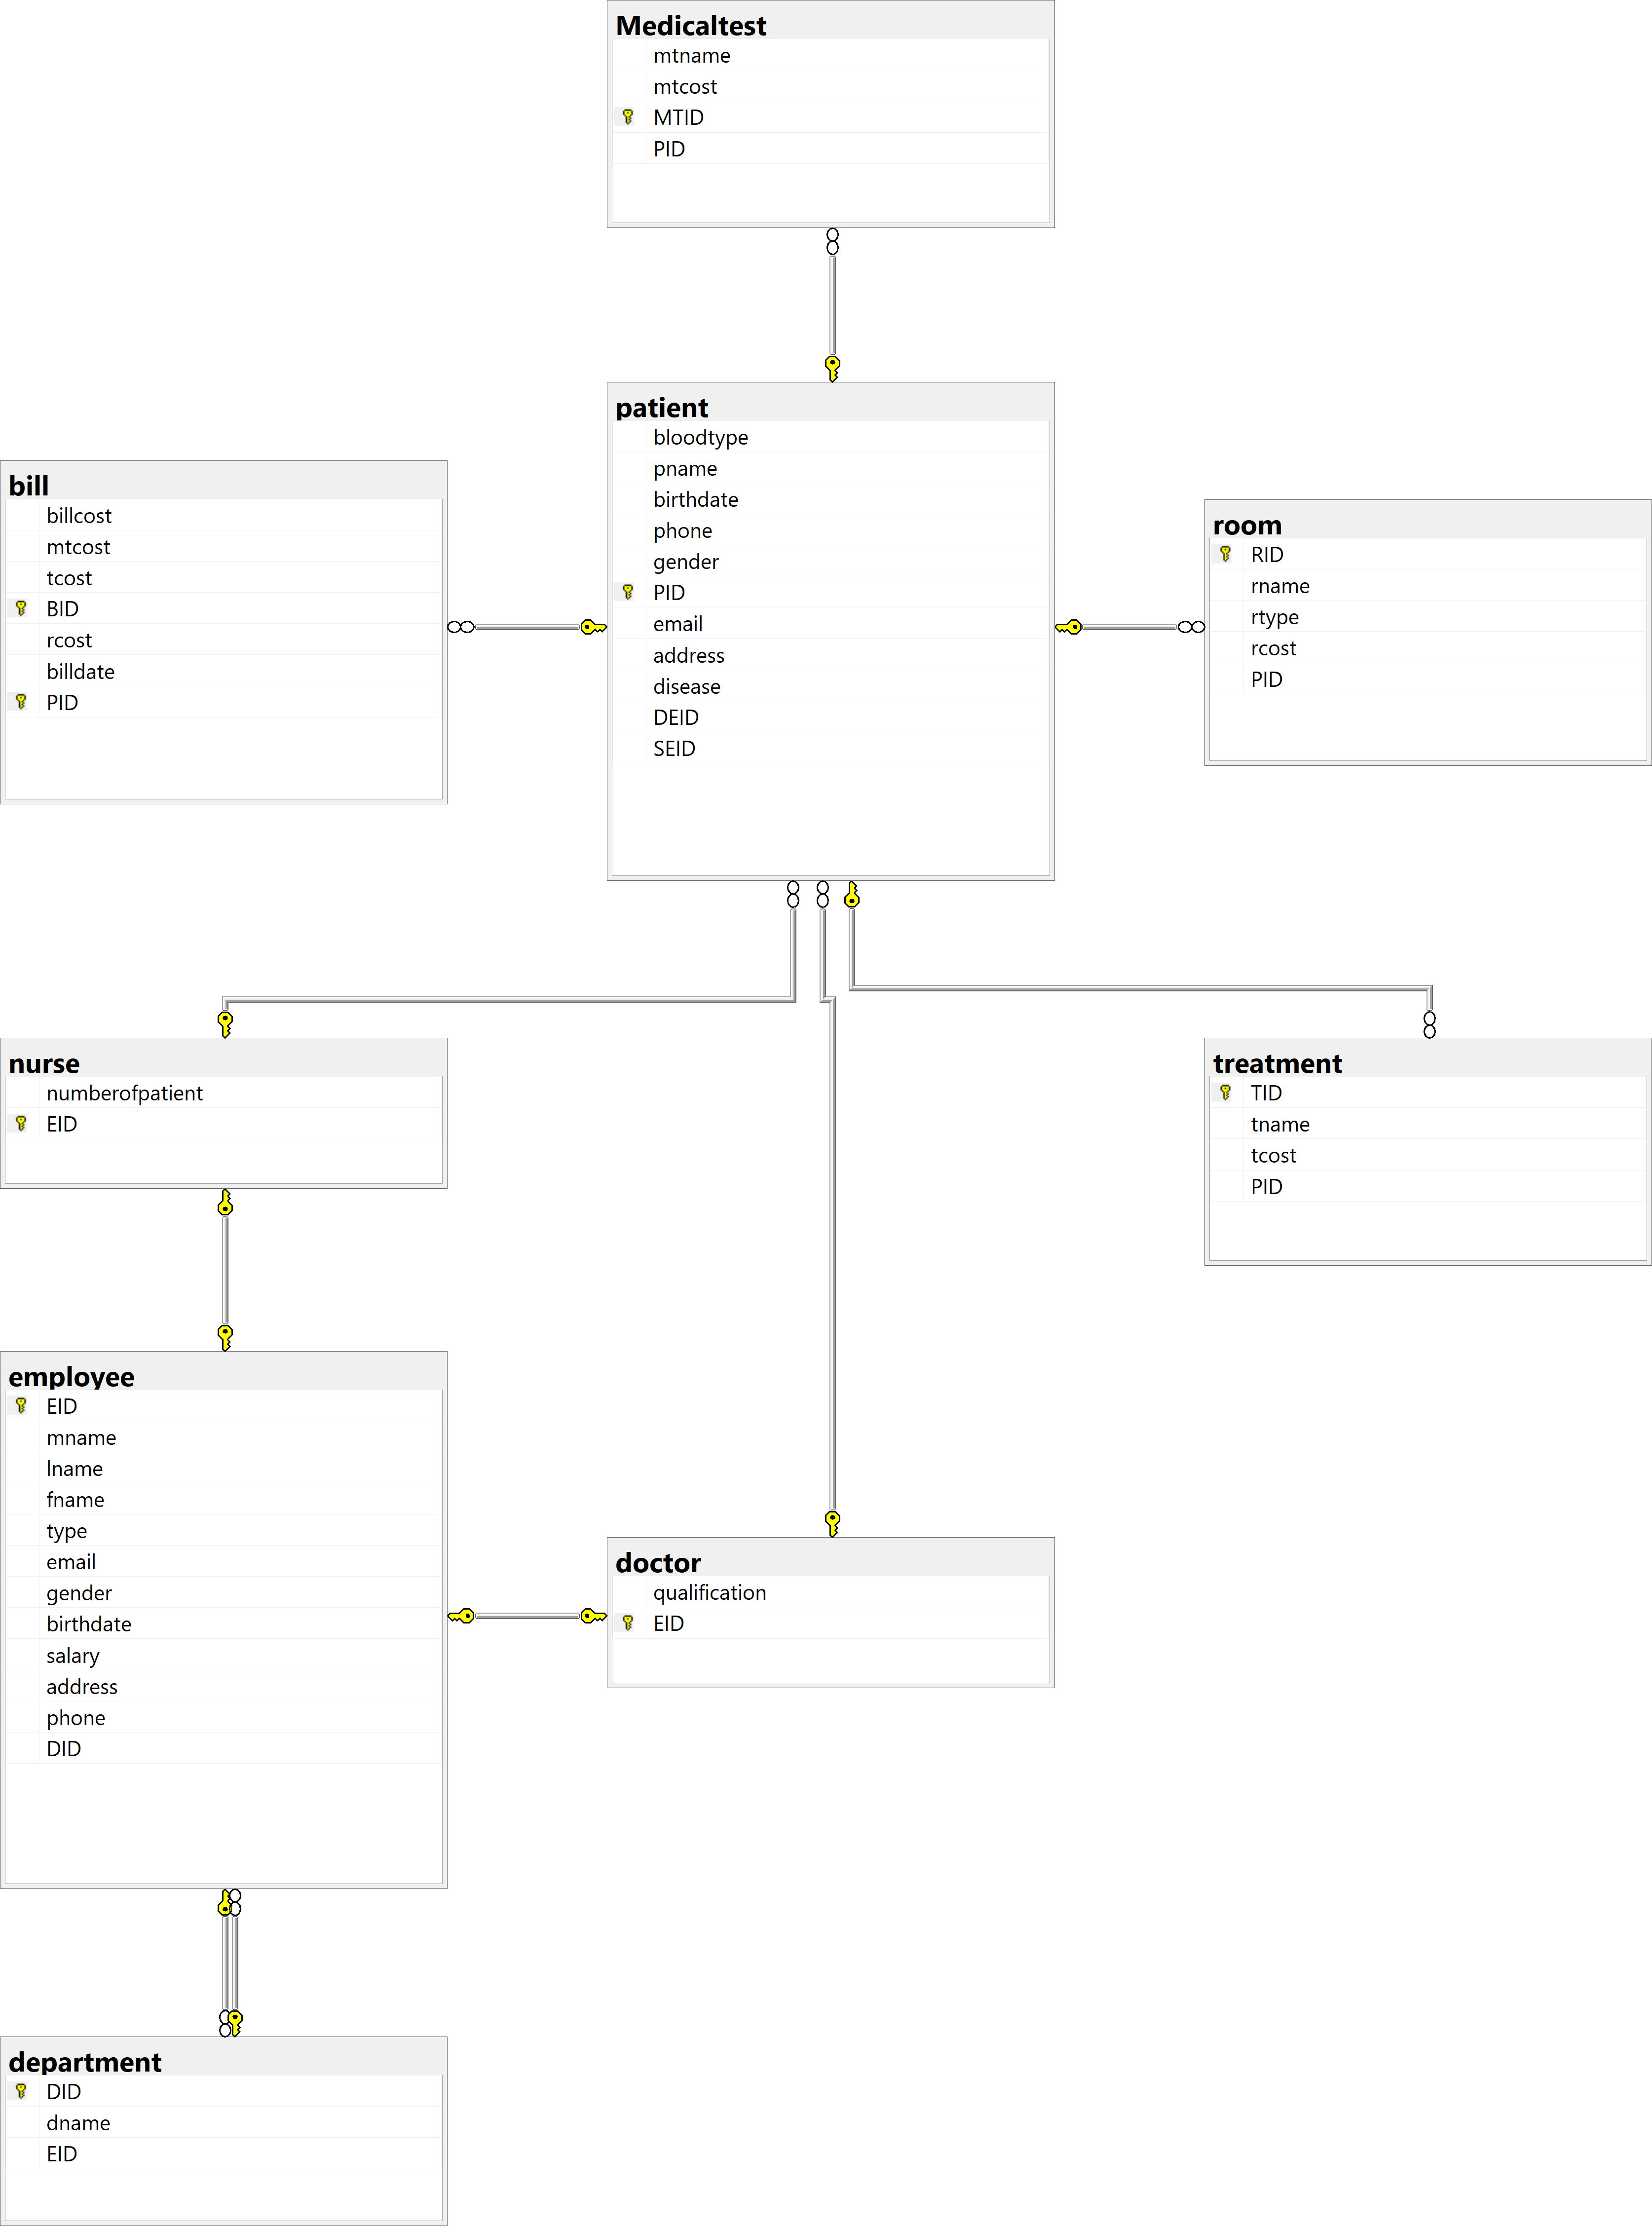 Medicaltest
mtname
mtcost
MTID
PID
patient
bloodtype
pname
birthdate
phone
gender
PID
email
address
disease
DEID
SEID
bill
billcost
mtcost
tcost
BID
rcost
billdate
PID
room
RID
rname
rtype
rcost
PID
nurse
numberofpatient
EID
treatment
TID
tname
tcost
PID
employee
EID
mname
lname
fname
type
email
gender
birthdate
salary
address
phone
DID
doctor
qualification
EID
department
DID
dname
EID